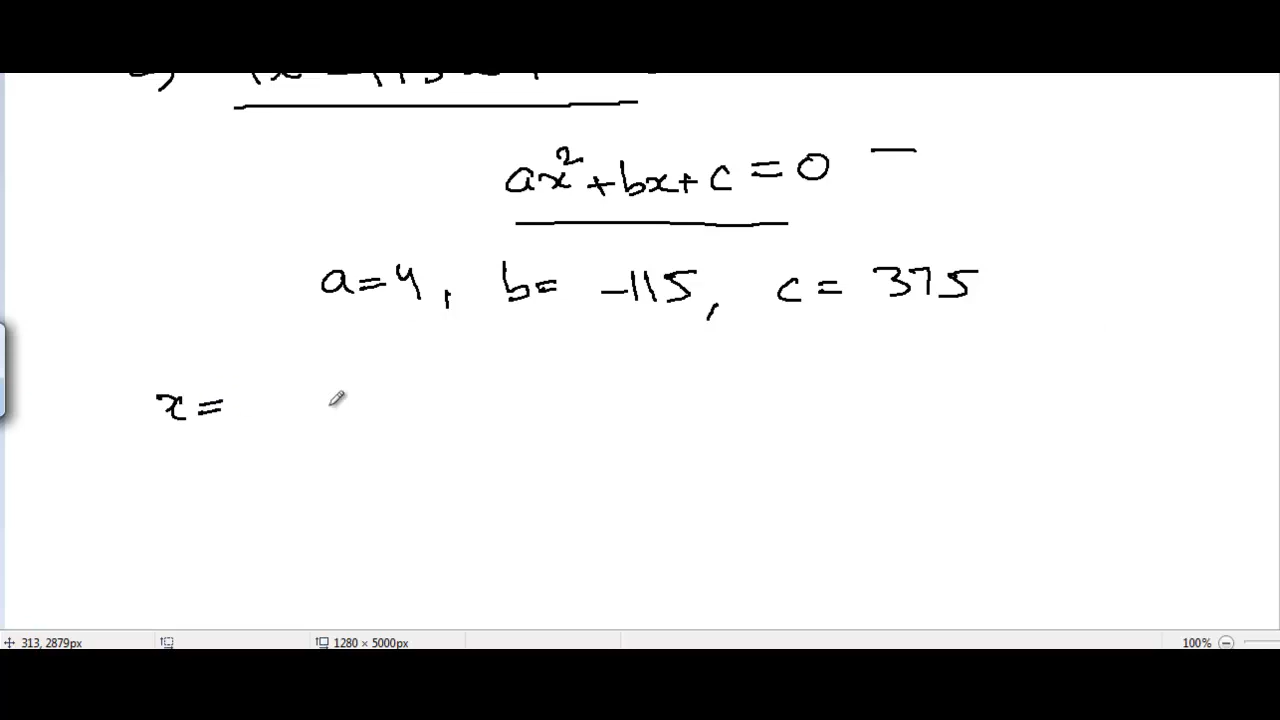 ax²+bx+c=0 —
a=4, b= -115, c= 375
x=
313, 2879px 1280 × 5000px 100%